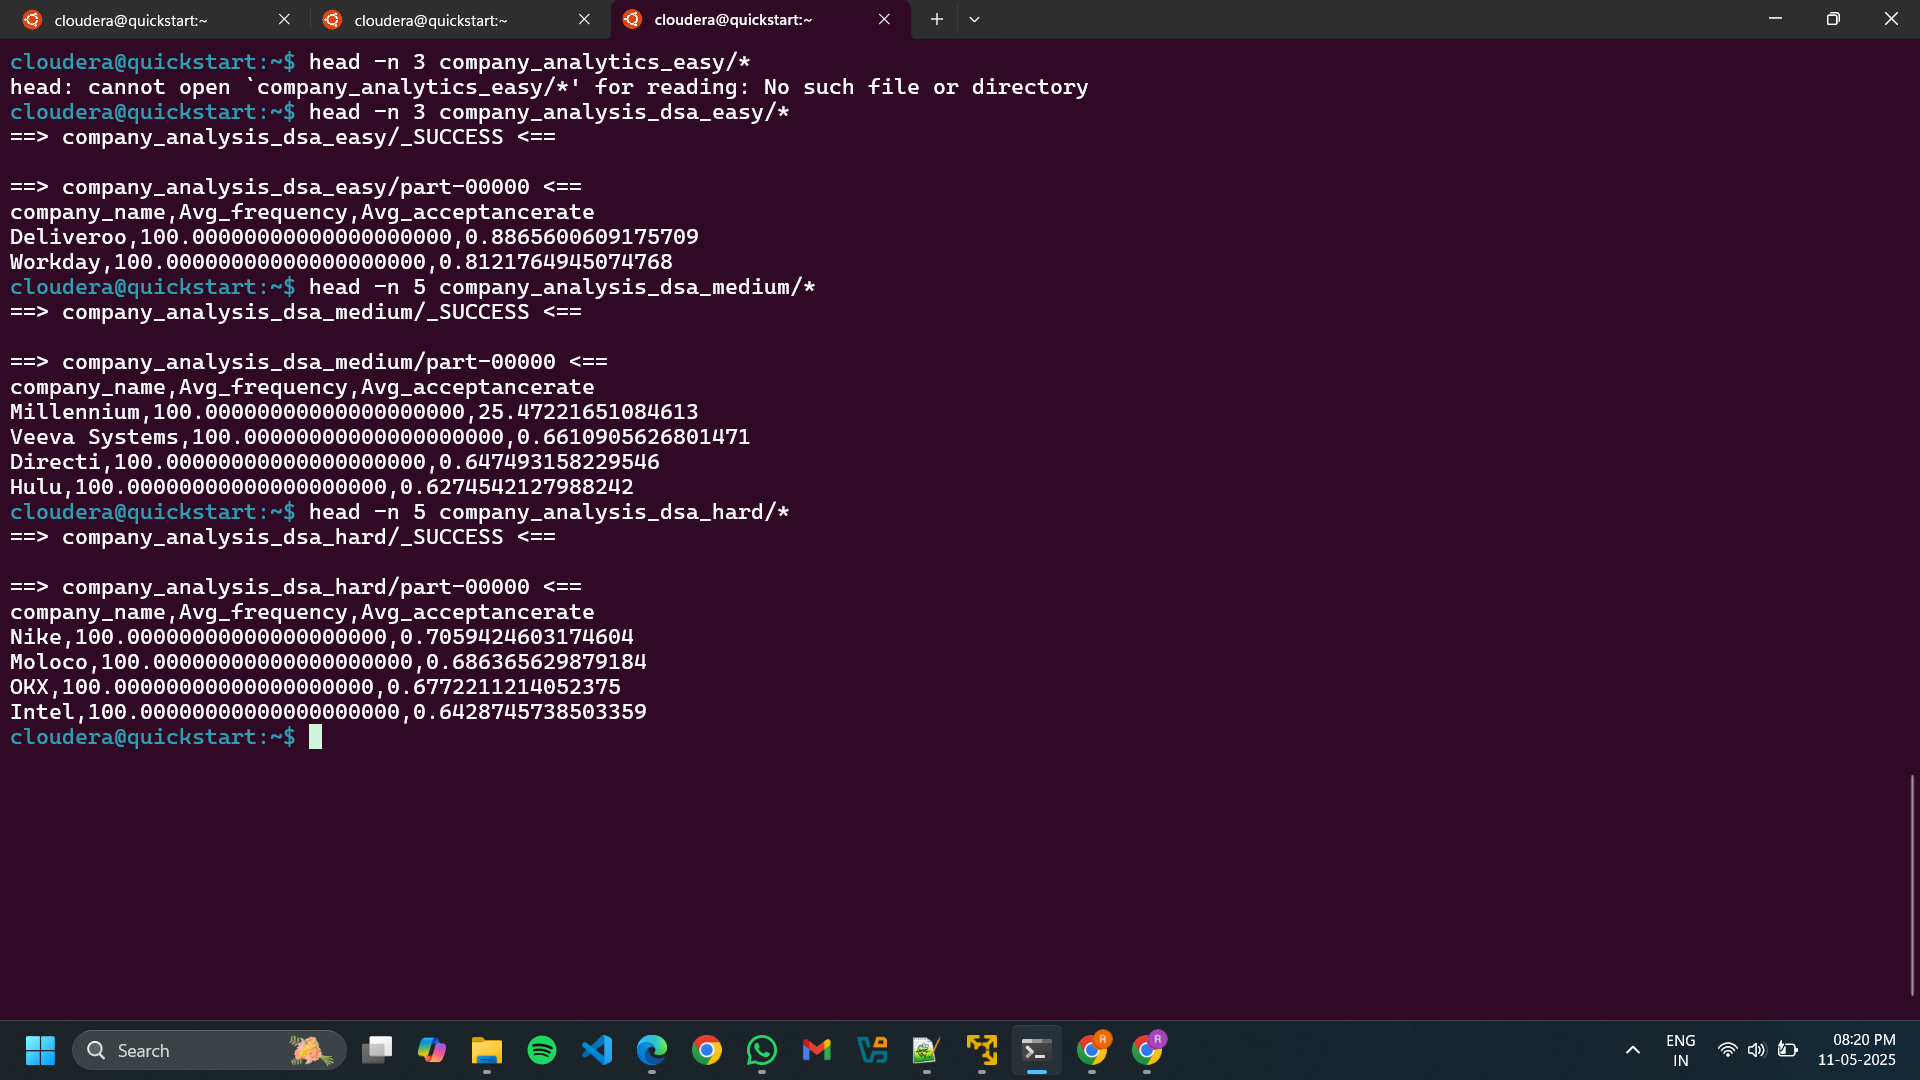 cloudera@quickstart:~
cloudera@quickstart:~
cloudera@quickstart:~
cloudera@quickstart:~$ head -n 3 company_analytics_easy/*
head: cannot open `company_analytics_easy/*' for reading: No such file or directory
cloudera@quickstart:~$ head -n 3 company_analysis_dsa_easy/*
==> company_analysis_dsa_easy/_SUCCESS <==
==> company_analysis_dsa_easy/part-00000 <==
company_name,Avg_frequency,Avg_acceptancerate
Deliveroo,100.00000000000000000000,0.8865600609175709
Workday,100.00000000000000000000,0.8121764945074768
cloudera@quickstart:~$ head -n 5 company_analysis_dsa_medium/*
==> company_analysis_dsa_medium/_SUCCESS <==
==> company_analysis_dsa_medium/part-00000 <==
company_name,Avg_frequency,Avg_acceptancerate
Millennium,100.00000000000000000000,25.47221651084613
Veeva Systems,100.00000000000000000000,0.6610905626801471
Directi,100.00000000000000000000,0.647493158229546
Hulu,100.00000000000000000000,0.6274542127988242
cloudera@quickstart:~$ head -n 5 company_analysis_dsa_hard/*
==> company_analysis_dsa_hard/_SUCCESS <==
==> company_analysis_dsa_hard/part-00000 <==
company_name,Avg_frequency,Avg_acceptancerate
Nike,100.00000000000000000000,0.7059424603174604
Moloco,100.00000000000000000000,0.686365629879184
OKX,100.00000000000000000000,0.6772211214052375
Intel,100.00000000000000000000,0.6428745738503359
cloudera@quickstart:~$
Search
R
R
ENG
IN
08:20 PM
11-05-2025